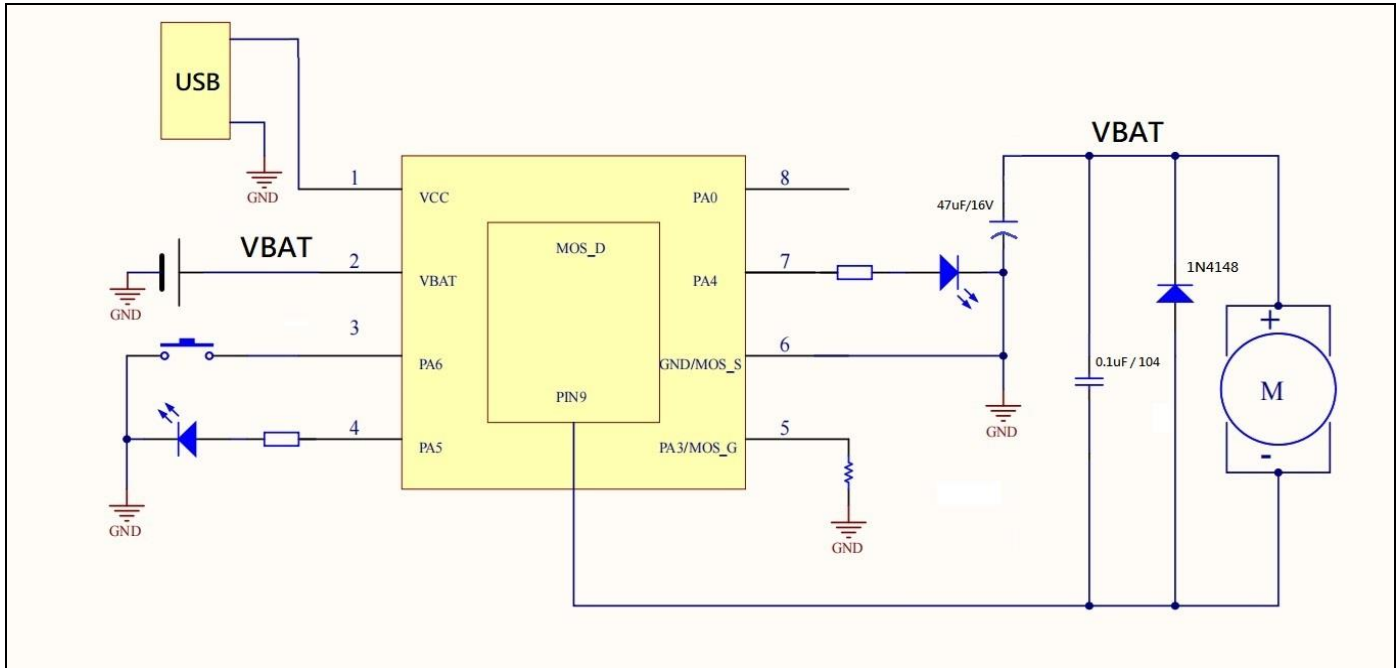 USB
GND
VBAT
GND
1
VCC
2
VBAT
3
PA6
4
PA5
GND
MOS_D
PIN9
8
PA0
7
PA4
6
GND/MOS_S
5
PA3/MOS_G
GND
47uF/16V
GND
VBAT
0.1uF / 104
1N4148
+
M
-